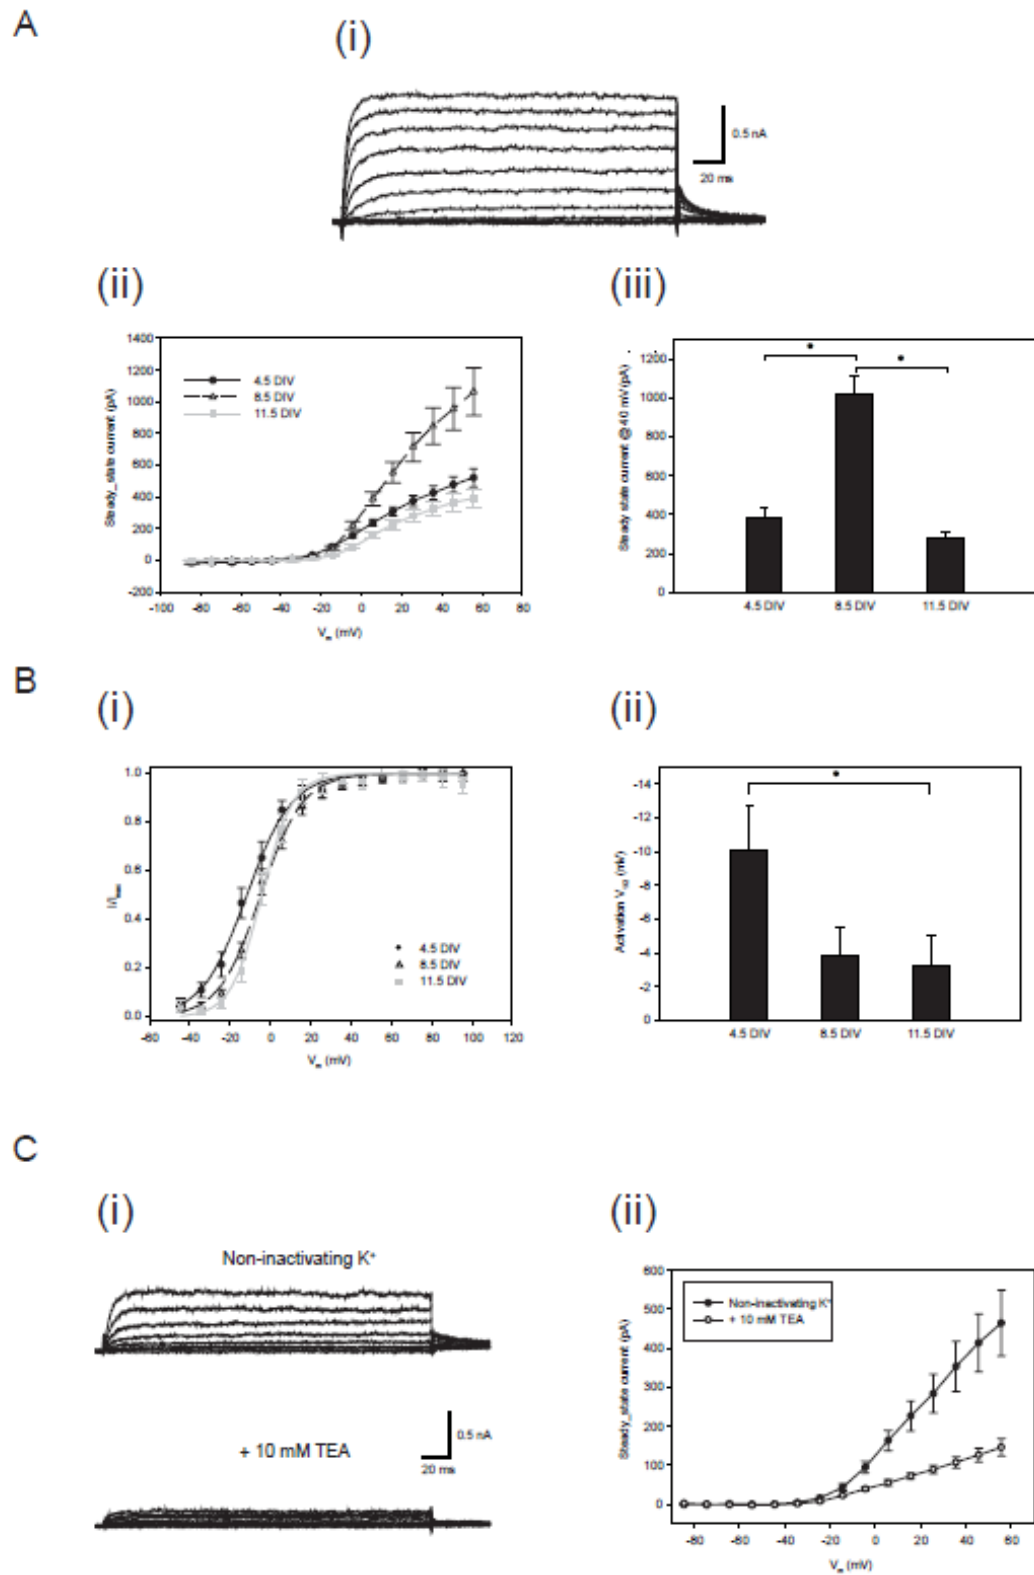 A
(i)
0.5 nA
20 ms
(ii)
(iii)
Steady_state current (pA)
1400
1200
1000
800
600
400
200
0
-200
4.5 DIV
8.5 DIV
11.5 DIV
-100 -80 -60 -40 -20 0 20 40 60 80
Vm (mV)
Steady state current @ 40 mV (pA)
1200
1000
800
600
400
200
0
*
*
4.5 DIV 8.5 DIV 11.5 DIV
B
(i)
(ii)
I/Imax
1.0
0.8
0.6
0.4
0.2
0.0
4.5 DIV
8.5 DIV
11.5 DIV
-60 -40 -20 0 20 40 60 80 100 120
Vm (mV)
Activation V1/2 (mV)
-14
-12
-10
-8
-6
-4
-2
0
*
4.5 DIV 8.5 DIV 11.5 DIV
C
(i)
(ii)
Non-inactivating K+
0.5 nA
20 ms
+ 10 mM TEA
Steady_state current (pA)
600
500
400
300
200
100
0
Non-inactivating K+
+ 10 mM TEA
-80 -60 -40 -20 0 20 40 60
Vm (mV)